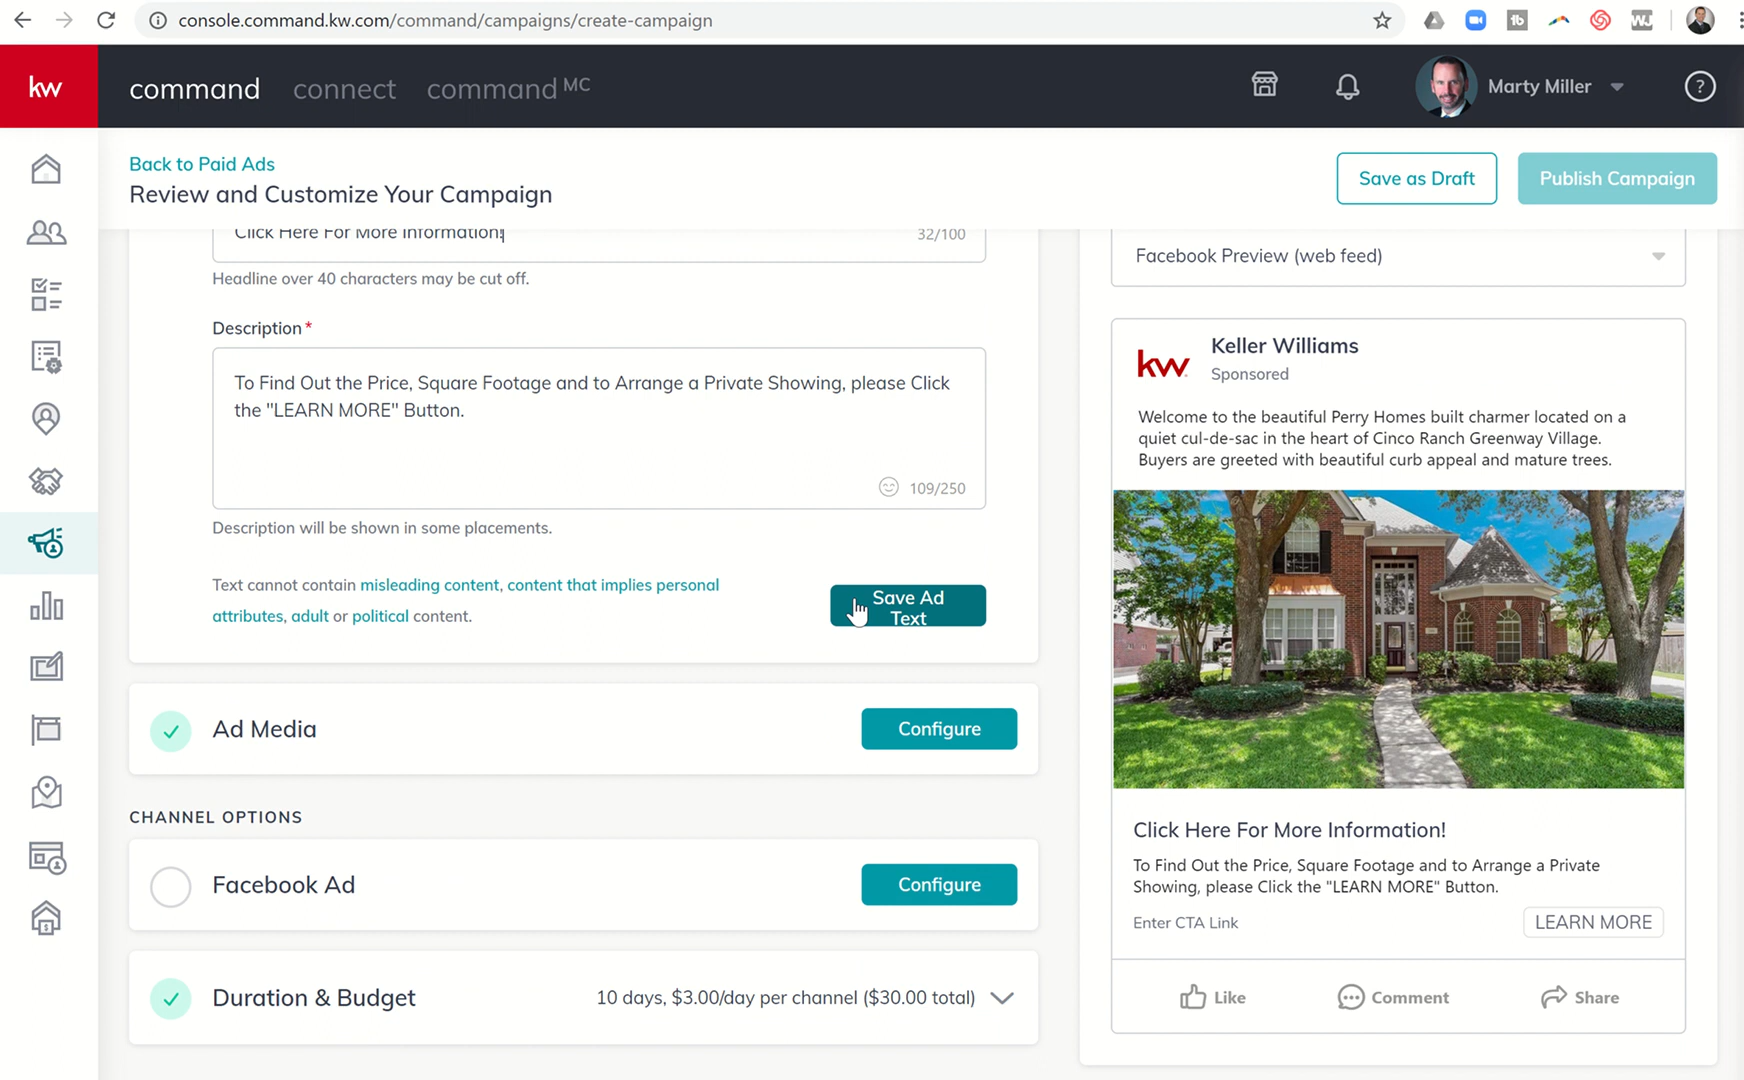 console.command.kw.com/command/campaigns/create-campaign
kw
command connect command MC
Marty Miller
Back to Paid Ads
Review and Customize Your Campaign
Save as Draft
Publish Campaign
Click Here For More Information!
32/100
Headline over 40 characters may be cut off.
Description*
To Find Out the Price, Square Footage and to Arrange a Private Showing, please Click
the "LEARN MORE" Button.
109/250
Description will be shown in some placements.
Text cannot contain misleading content, content that implies personal
attributes, adult or political content.
Save Ad
Text
Ad Media
Configure
CHANNEL OPTIONS
Facebook Ad
Configure
Duration & Budget
10 days, $3.00/day per channel ($30.00 total)
Facebook Preview (web feed)
kw
Keller Williams
Sponsored
Welcome to the beautiful Perry Homes built charmer located on a
quiet cul-de-sac in the heart of Cinco Ranch Greenway Village.
Buyers are greeted with beautiful curb appeal and mature trees.
Click Here For More Information!
To Find Out the Price, Square Footage and to Arrange a Private
Showing, please Click the "LEARN MORE" Button.
Enter CTA Link
LEARN MORE
Like
Comment
Share